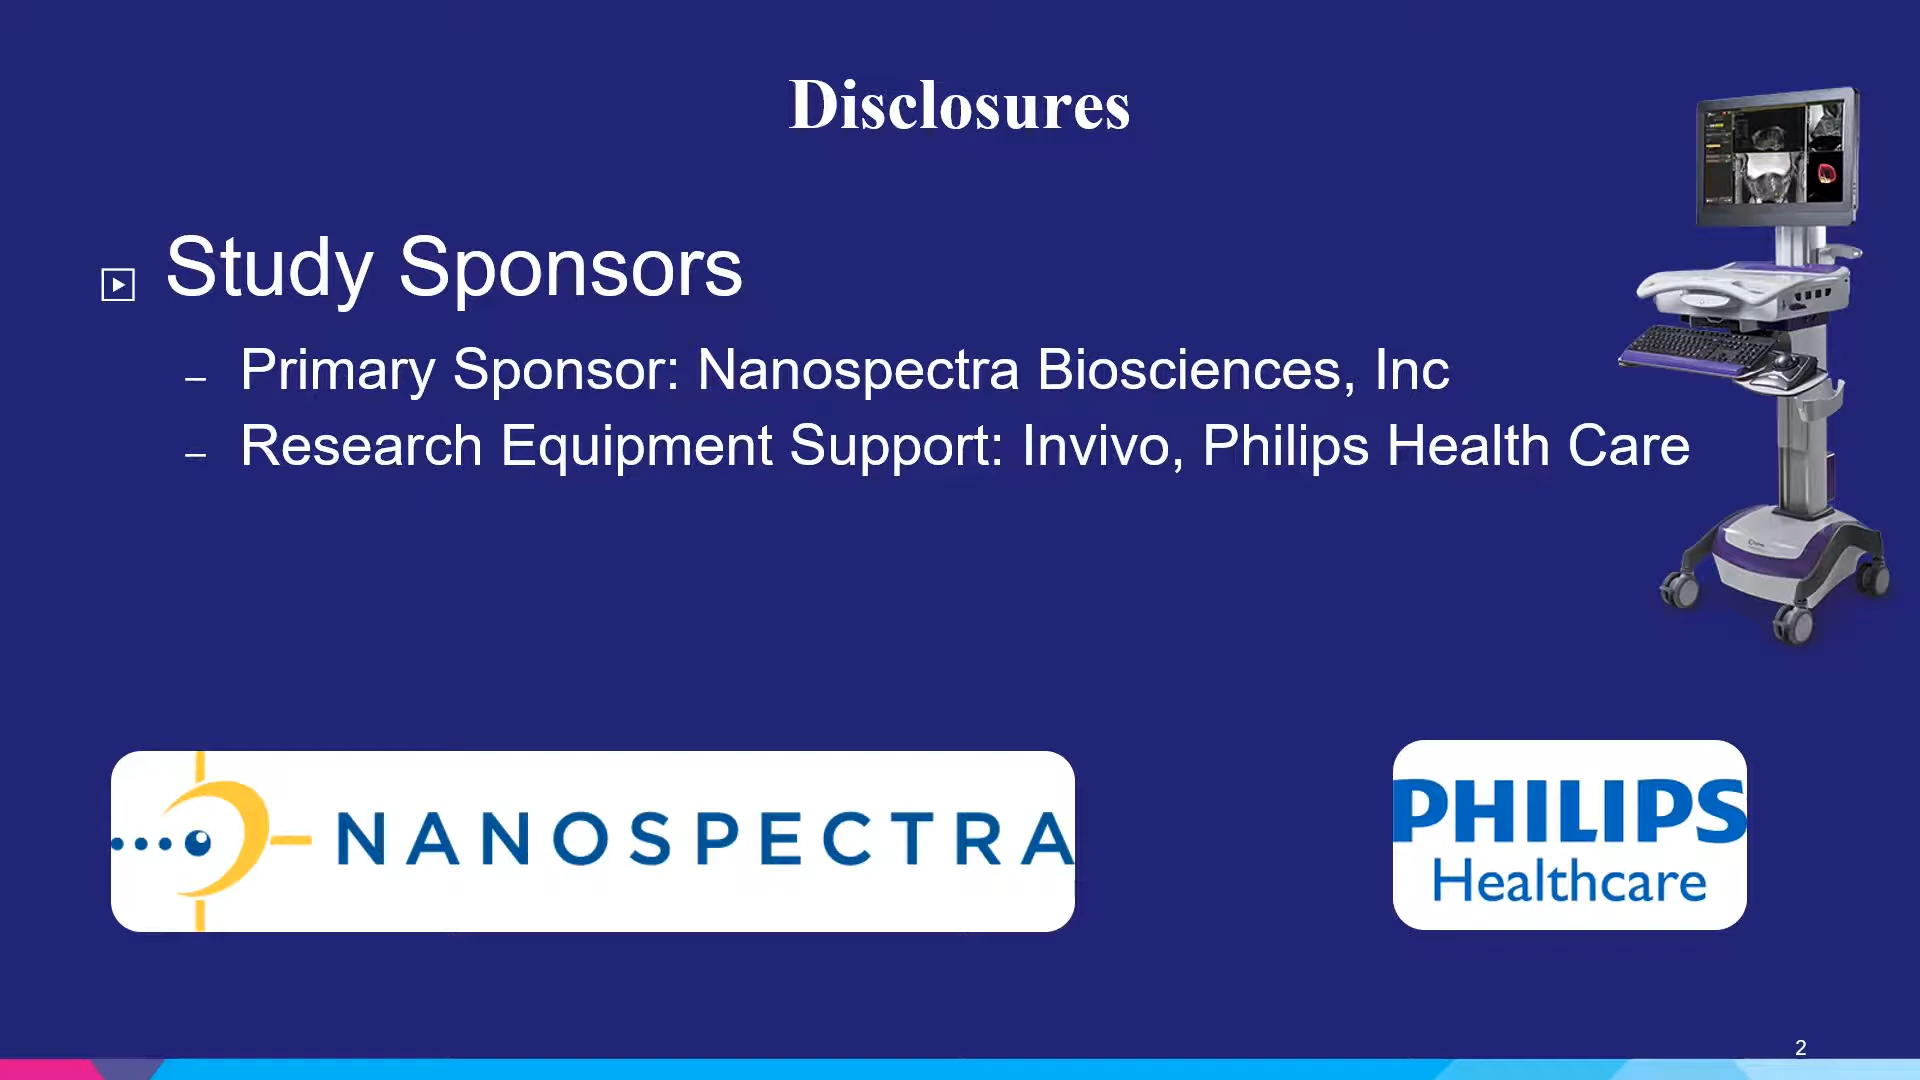 Disclosures
Study Sponsors
– Primary Sponsor: Nanospectra Biosciences, Inc
– Research Equipment Support: Invivo, Philips Health Care
NANOSPECTRA
PHILIPS
Healthcare
2